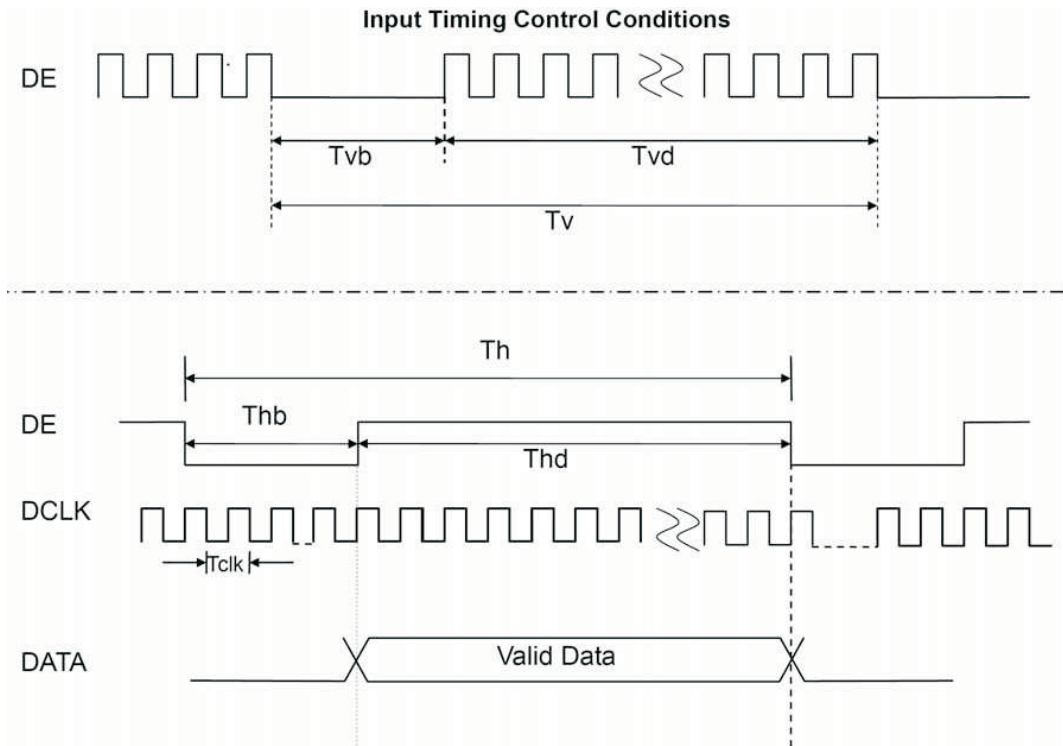 Input Timing Control Conditions
DE
Tvb
Tvd
Tv
Th
DE
Thb
Thd
DCLK
Tclk
DATA
Valid Data